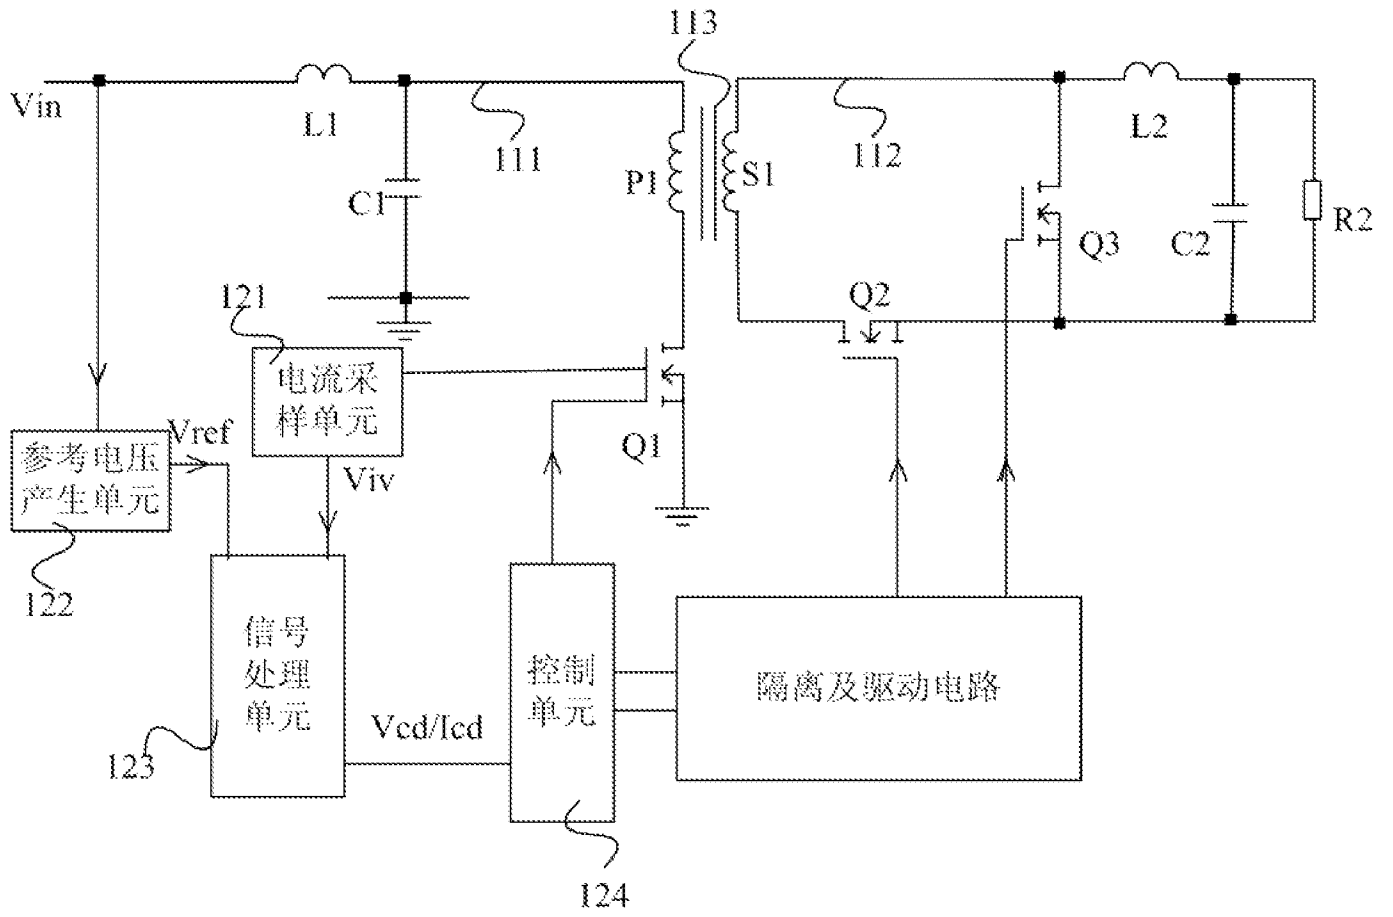 113
Vin
L1
111
P1
S1
112
L2
C1
Q3
C2
R2
121
Q2
电流采
样单元
Vref
Q1
参考电压
产生单元
Viv
122
信号
处理
单元
控制
单元
隔离及驱动电路
Vcd/Icd
123
124